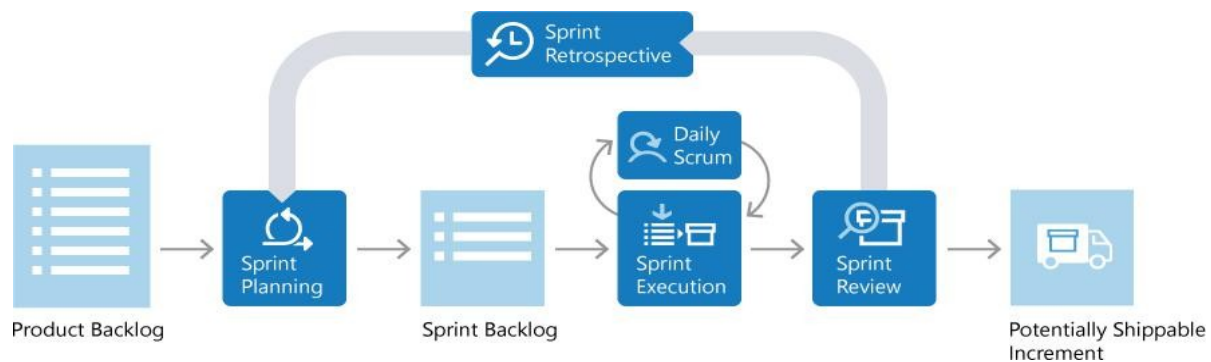 Sprint
Retrospective
Daily
Scrum
Sprint
Planning
Sprint
Execution
Sprint
Review
Product Backlog
Sprint Backlog
Potentially Shippable
Increment